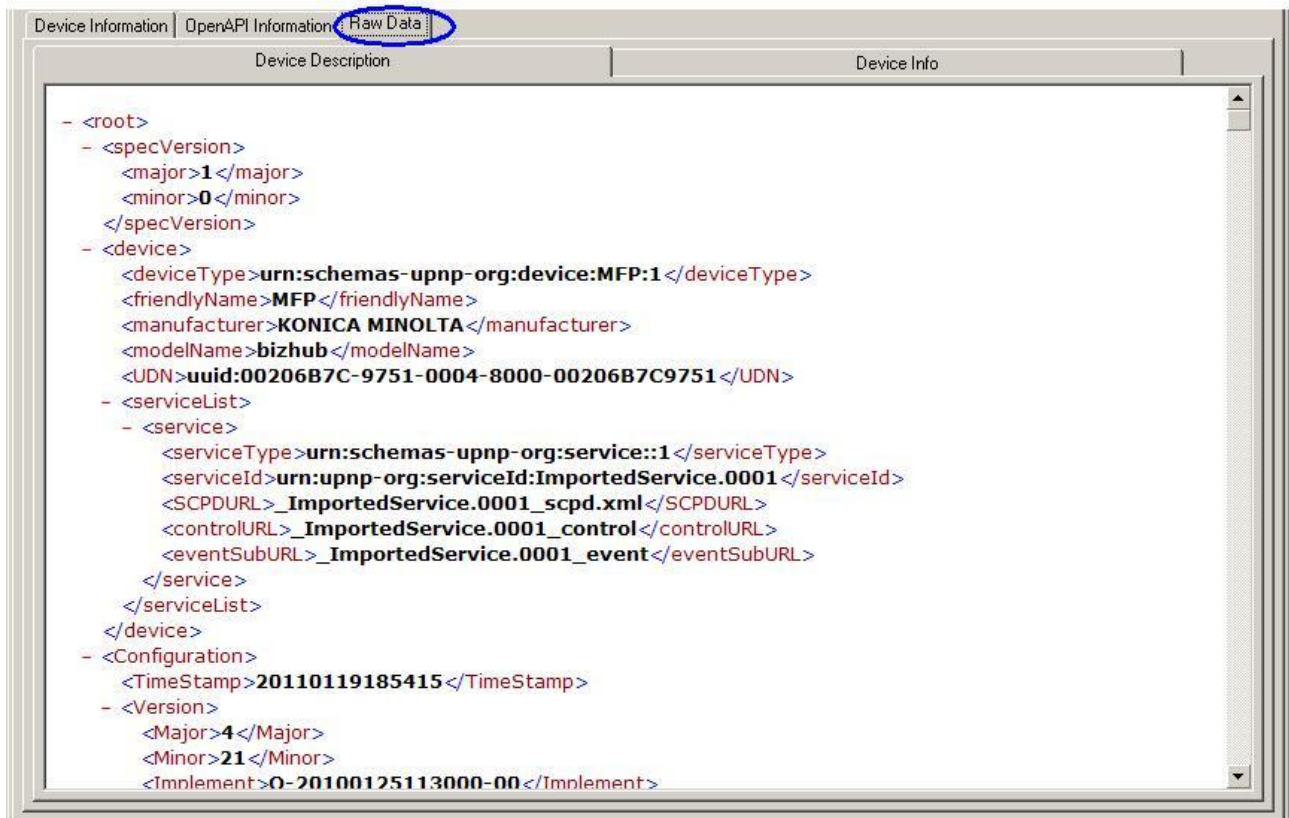 Device Information OpenAPI Information Raw Data
Device Description Device Info
- <root>
- <specVersion>
<major>1</major>
<minor>0</minor>
</specVersion>
- <device>
<deviceType>urn:schemas-upnp-org:device:MFP:1</deviceType>
<friendlyName>MFP</friendlyName>
<manufacturer>KONICA MINOLTA</manufacturer>
<modelName>bizhub</modelName>
<UDN>uuid:00206B7C-9751-0004-8000-00206B7C9751</UDN>
- <serviceList>
- <service>
<serviceType>urn:schemas-upnp-org:service::1</serviceType>
<serviceId>urn:upnp-org:serviceId:ImportedService.0001</serviceId>
<SCPDURL>_ImportedService.0001_scpd.xml</SCPDURL>
<controlURL>_ImportedService.0001_control</controlURL>
<eventSubURL>_ImportedService.0001_event</eventSubURL>
</service>
</serviceList>
</device>
- <Configuration>
<TimeStamp>20110119185415</TimeStamp>
- <Version>
<Major>4</Major>
<Minor>21</Minor>
<Implement>O-20100125113000-00</Implement>